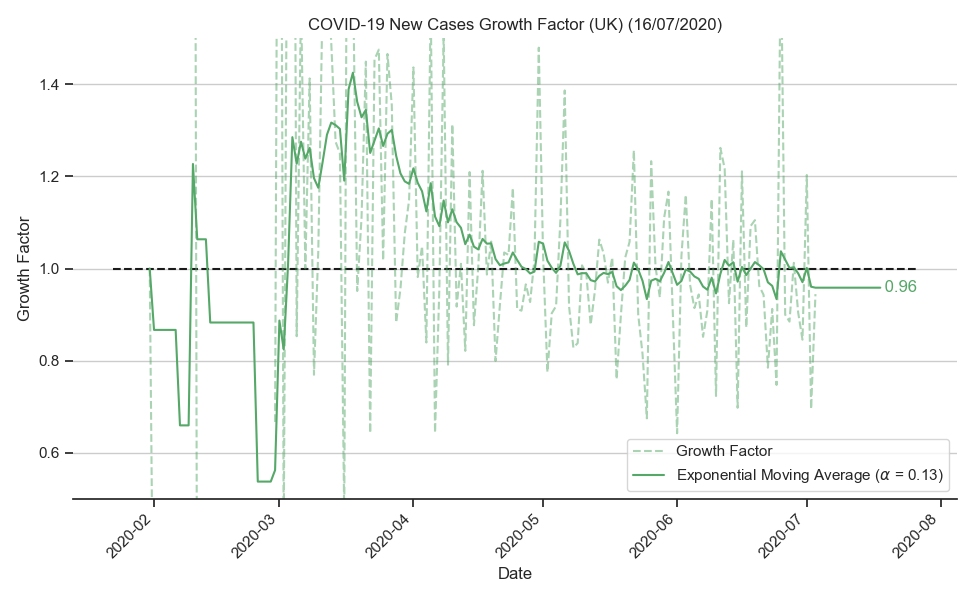 COVID-19 New Cases Growth Factor (UK) (16/07/2020)
Growth Factor
1.4
1.2
1.0
0.8
0.6
0.96
Growth Factor
Exponential Moving Average (α = 0.13)
2020-02
2020-03
2020-04
2020-05
2020-06
2020-07
2020-08
Date